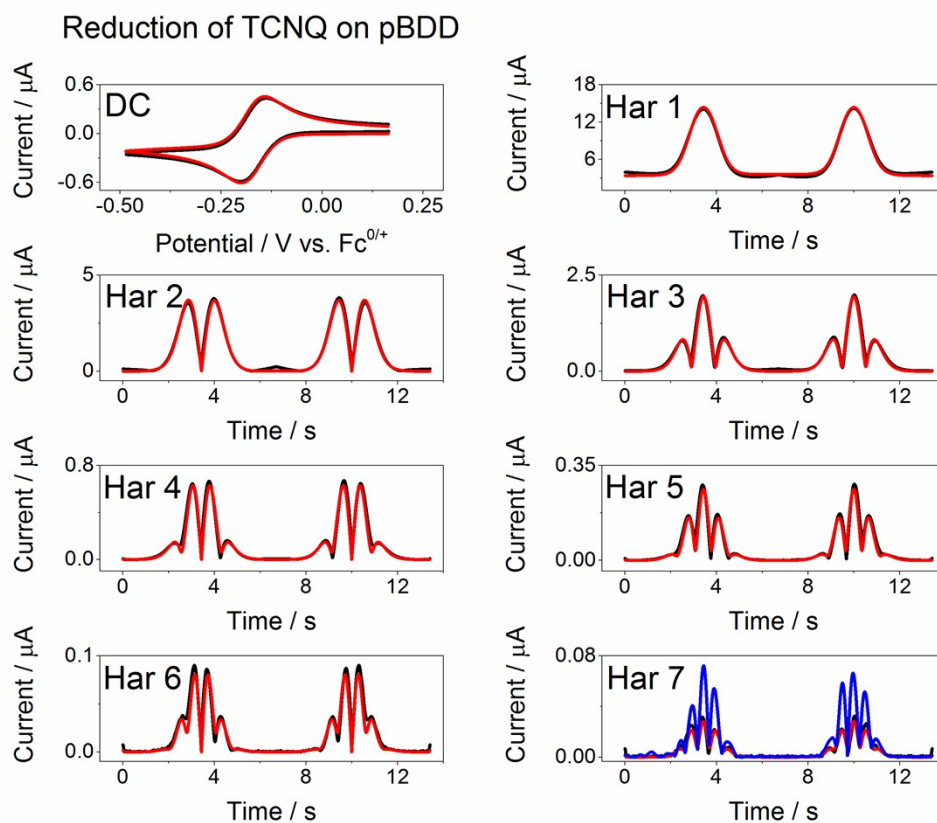 Reduction of TCNQ on pBDD
Current / μA
0.6
0.0
-0.6
DC
-0.50
-0.25
0.00
0.25
Potential / V vs. Fc0/+
Current / μA
18
12
6
Har 1
0
4
8
12
Time / s
Current / μA
5
0
Har 2
0
4
8
12
Time / s
Current / μA
2.5
0.0
Har 3
0
4
8
12
Time / s
Current / μA
0.8
0.0
Har 4
0
4
8
12
Time / s
Current / μA
0.35
0.00
Har 5
0
4
8
12
Time / s
Current / μA
0.1
0.0
Har 6
0
4
8
12
Time / s
Current / μA
0.08
0.00
Har 7
0
4
8
12
Time / s